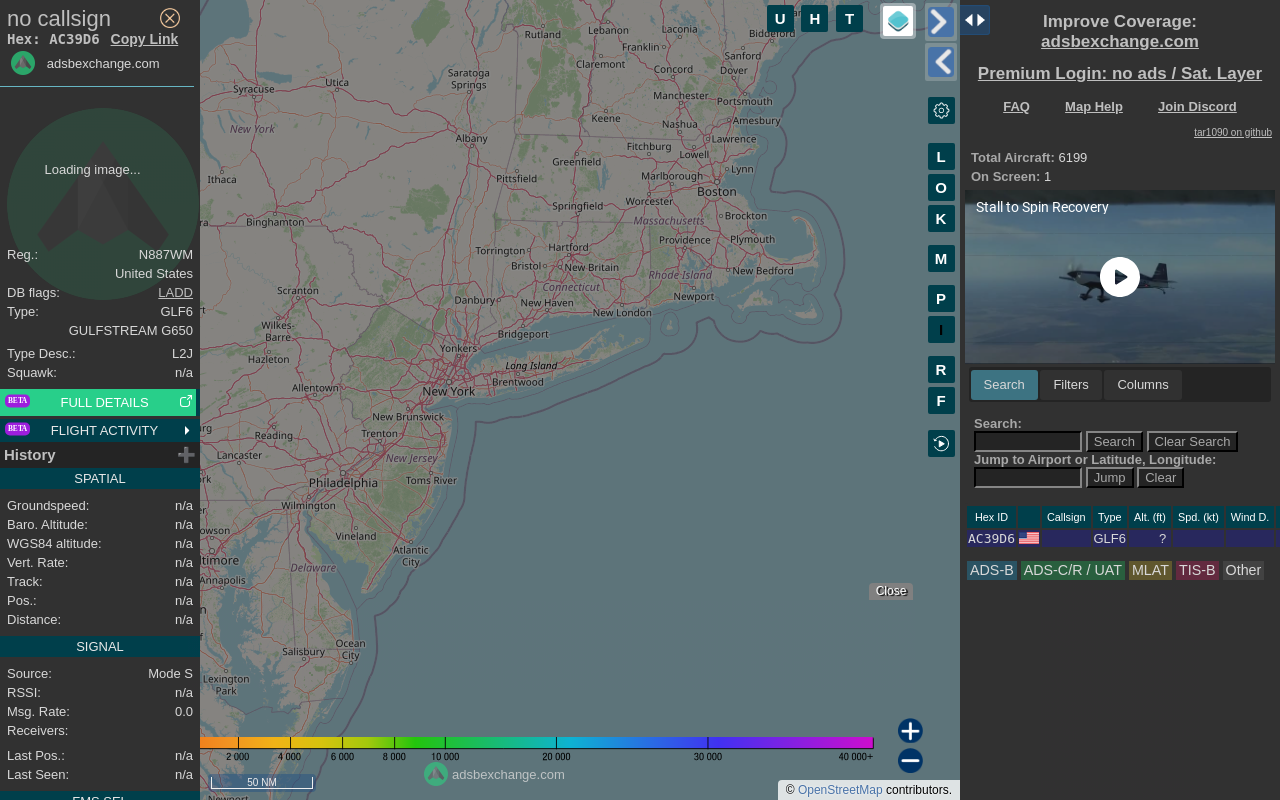 no callsign
Hex: AC39D6 Copy Link
adsbexchange.com
Loading image...
Reg.: N887WM
United States
DB flags: LADD
Type: GLF6
GULFSTREAM G650
Type Desc.: L2J
Squawk: n/a
BETA FULL DETAILS
BETA FLIGHT ACTIVITY
History
SPATIAL
Groundspeed: n/a
Baro. Altitude: n/a
WGS84 altitude: n/a
Vert. Rate: n/a
Track: n/a
Pos.: n/a
Distance: n/a
SIGNAL
Source: Mode S
RSSI: n/a
Msg. Rate: 0.0
Receivers:
Last Pos.: n/a
Last Seen: n/a
FMS SEL
U H T
L
O
K
M
P
I
R
F
Rutland
Lebanon
Laconia
Biddeford
Franklin
Claremont
Sanford
Concord
Dover
Saratoga
Springs
Utica
Syracuse
Manchester
Portsmouth
Keene
Nashua
Amesbury
New York
Albany
Greenfield
Fitchburg
Lawrence
Lowell
Ithaca
Pittsfield
Marlborough
Lynn
Boston
Springfield
Worcester
Binghamton
Massachusetts
Brockton
Torrington
Hartford
Providence
Plymouth
Bristol
New Britain
Rhode Island
New Bedford
Scranton
Connecticut
Danbury
New Haven
Newport
New London
Wilkes-
Barre
Bridgeport
Hazleton
Yonkers
Long Island
Allentown
New York
Brentwood
New Brunswick
Reading
Trenton
Lancaster
New Jersey
Philadelphia
Toms River
Wilmington
Vineland
Atlantic
City
Delaware
Annapolis
Ocean
City
Salisbury
Lexington
Park
Newport
Close
2 000 4 000 6 000 8 000 10 000 20 000 30 000 40 000+
adsbexchange.com
50 NM
© OpenStreetMap contributors.
Improve Coverage:
adsbexchange.com
Premium Login: no ads / Sat. Layer
FAQ Map Help Join Discord
tar1090 on github
Total Aircraft: 6199
On Screen: 1
Stall to Spin Recovery
Search Filters Columns
Search:
Search Clear Search
Jump to Airport or Latitude, Longitude:
Jump Clear
Hex ID Callsign Type Alt. (ft) Spd. (kt) Wind D.
AC39D6 GLF6 ?
ADS-B ADS-C/R / UAT MLAT TIS-B Other